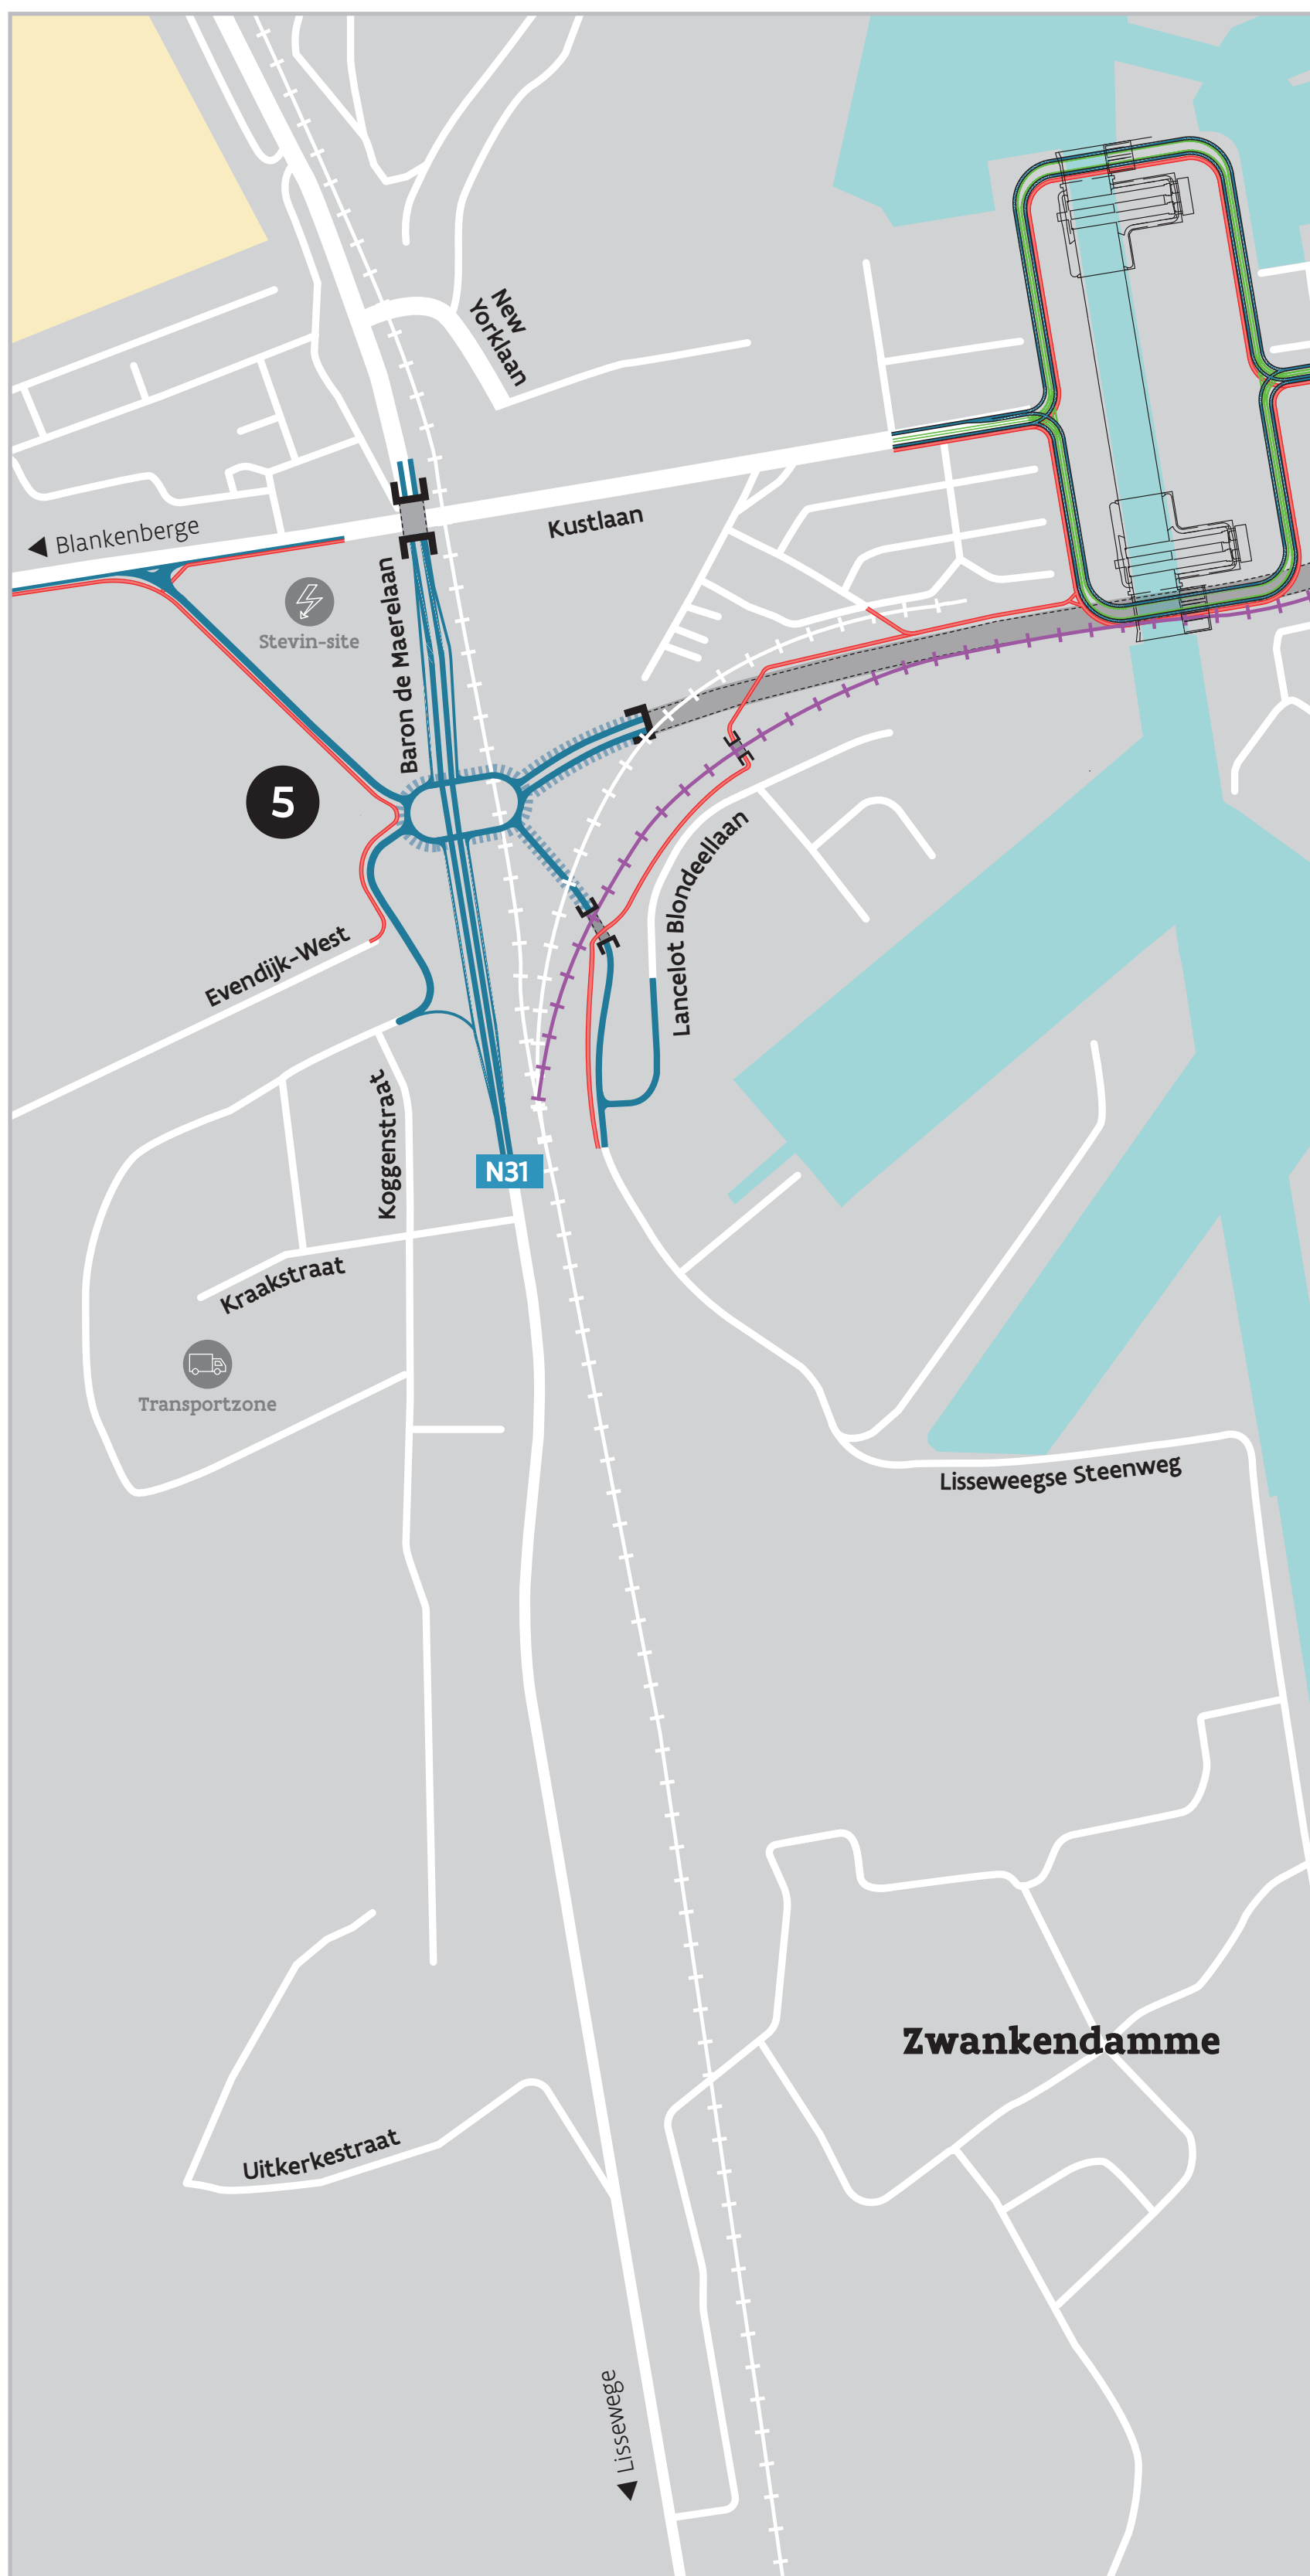 New
Yorklaan
Kustlaan
Blankenberge
Stevin-site
Baron de Maerelaan
5
Lancelot Blondeellaan
Evendijk-West
Koggenstraat
N31
Kraakstraat
Transportzone
Lisseweegse Steenweg
Zwankendamme
Uitkerkestraat
Lissewege